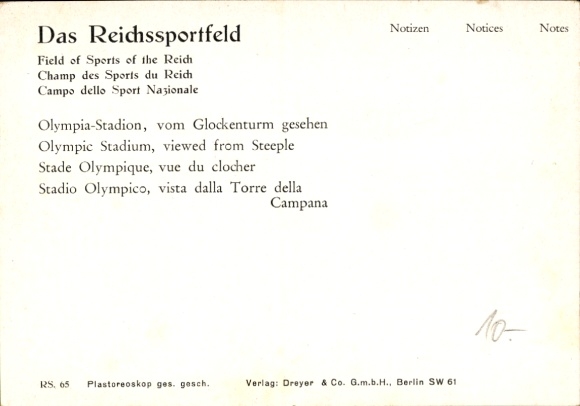 Das Reichssportfeld
Field of Sports of the Reich
Champ des Sports du Reich
Campo dello Sport Nazionale
Notizen Notices Notes
Olympia-Stadion, vom Glockenturm gesehen
Olympic Stadium, viewed from Steeple
Stade Olympique, vue du clocher
Stadio Olympico, vista dalla Torre della
Campana
10.-
RS. 65 Plastoreoskop ges. gesch. Verlag: Dreyer & Co. G.m.b.H., Berlin SW 61